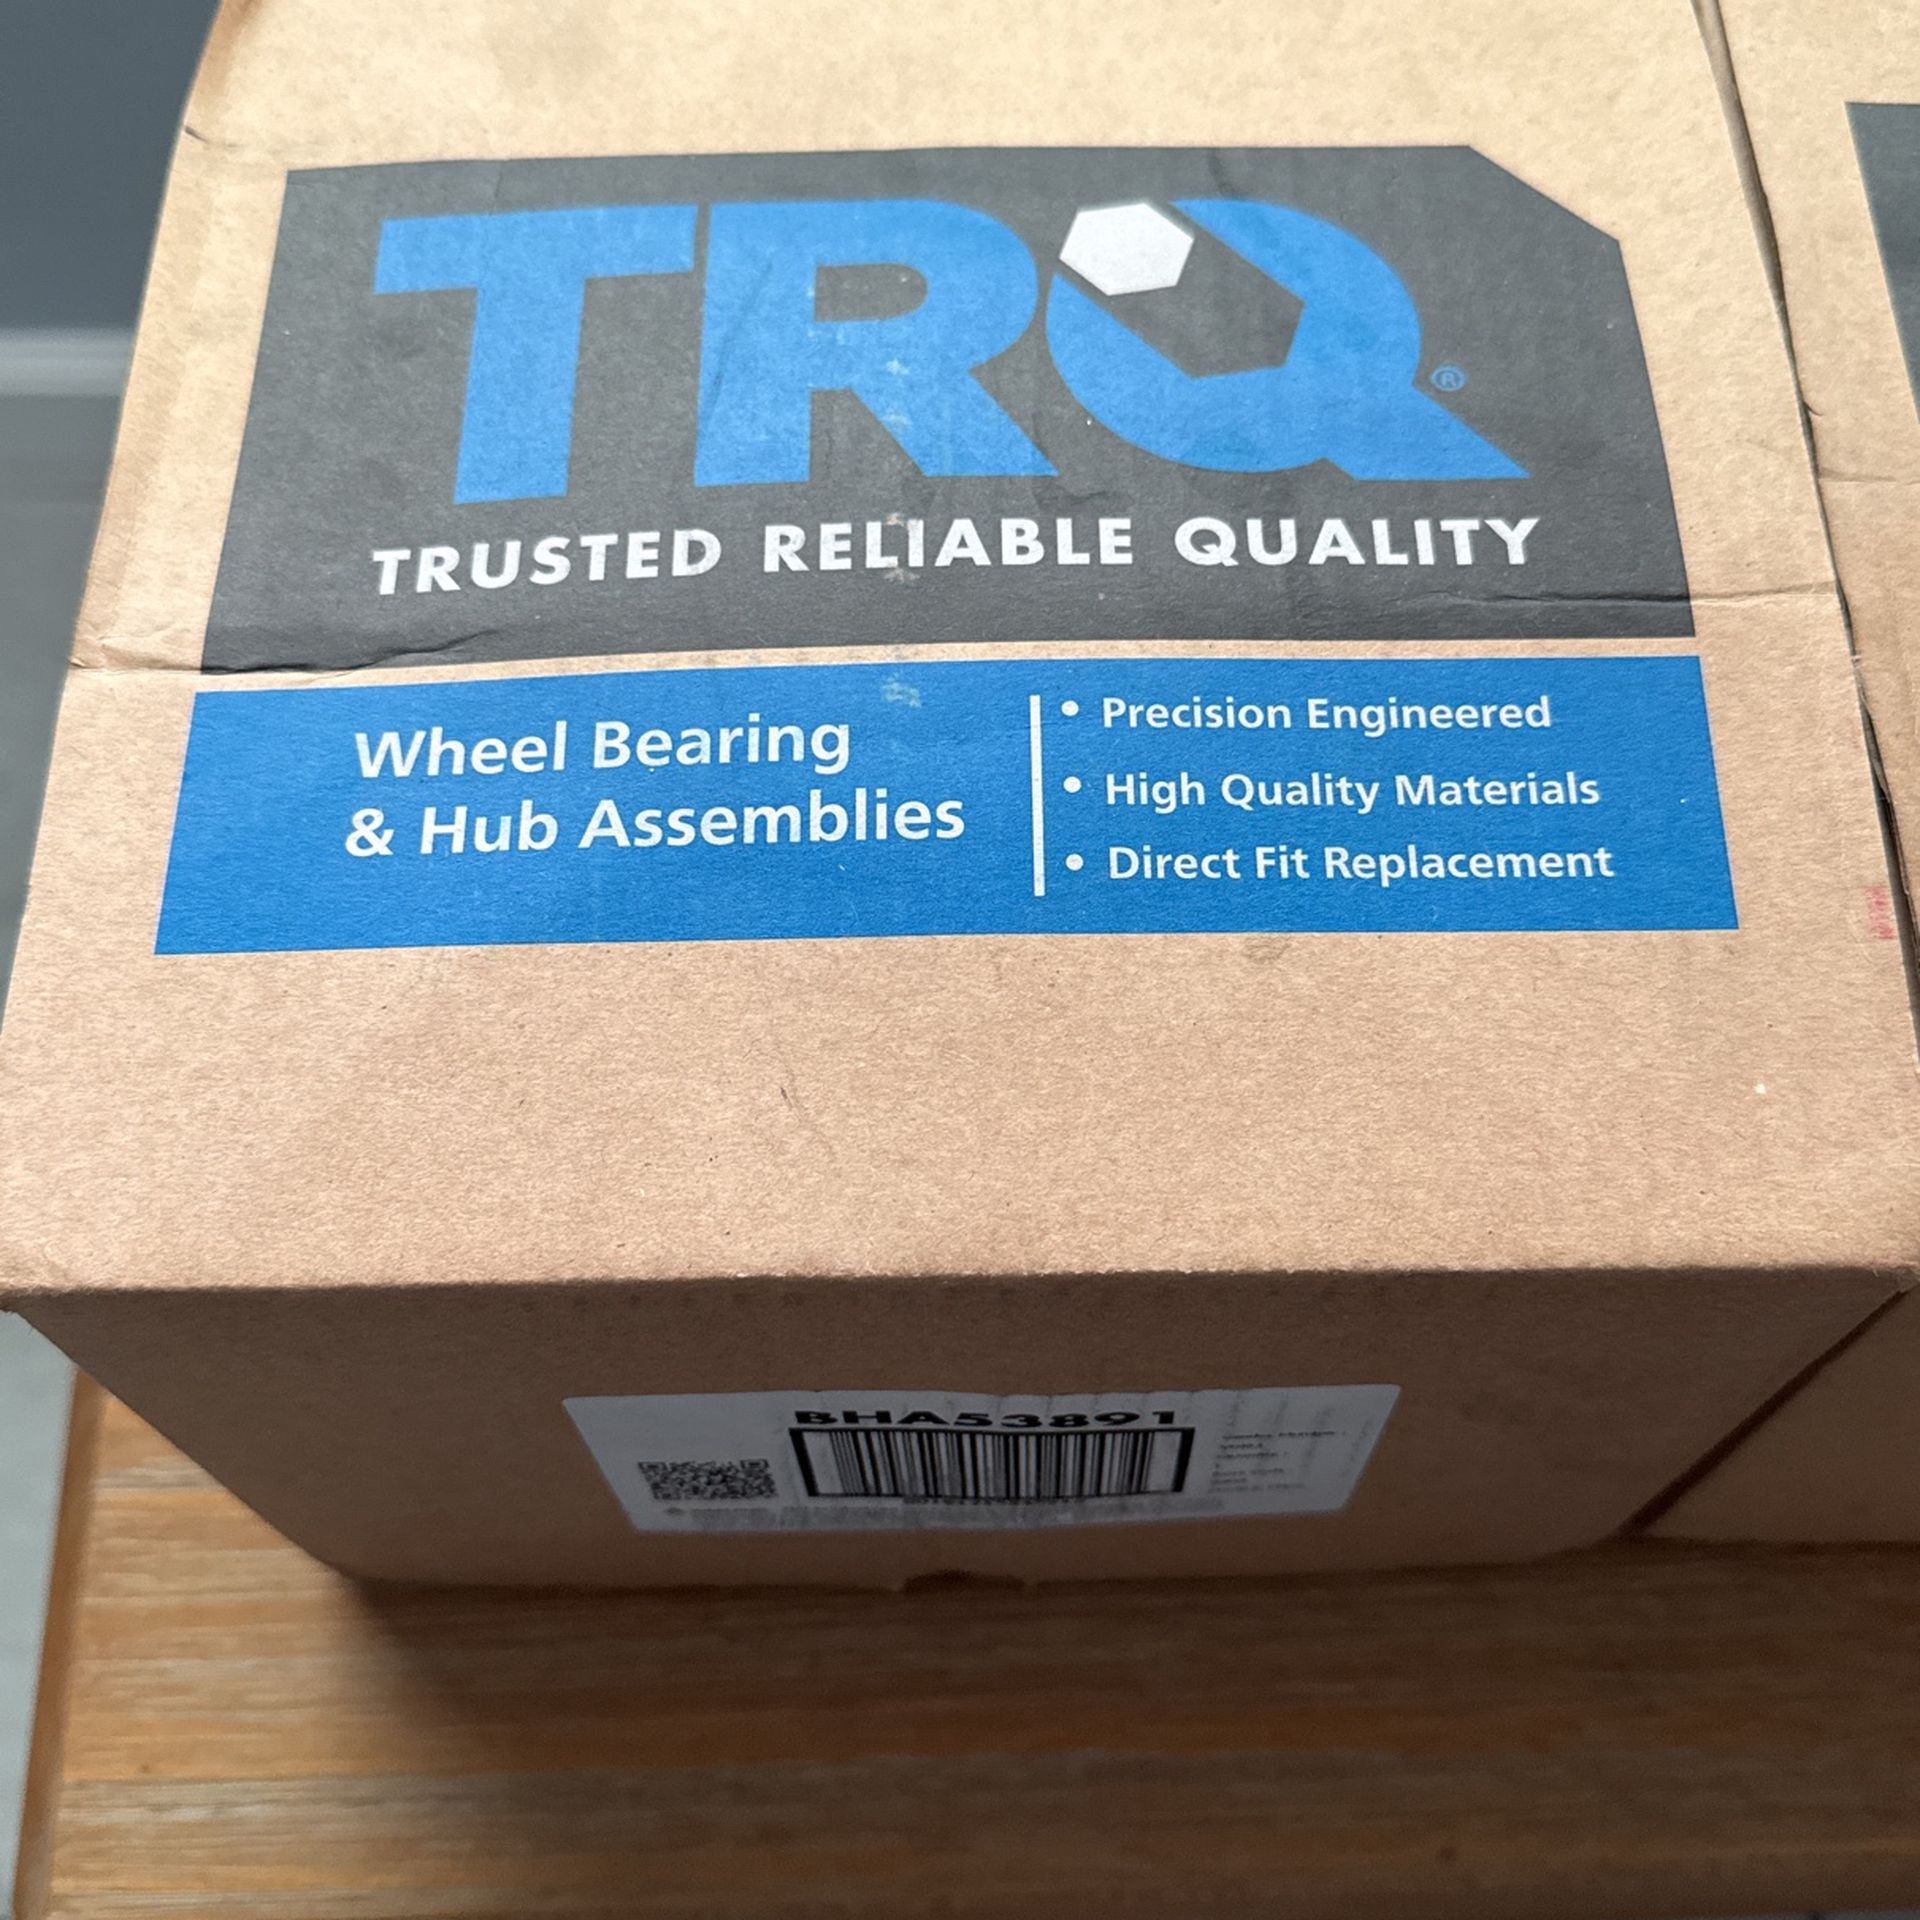 TRQ®
TRUSTED RELIABLE QUALITY
Wheel Bearing
& Hub Assemblies
• Precision Engineered
• High Quality Materials
• Direct Fit Replacement
BHA53891